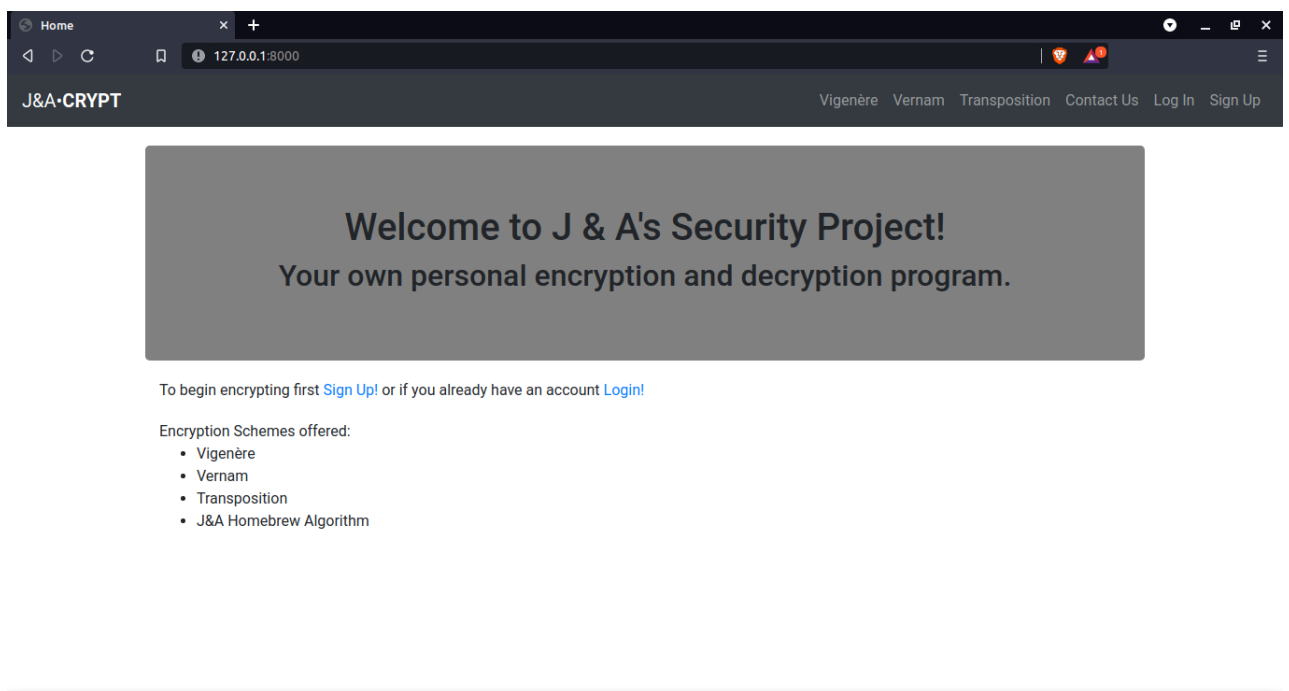 Home
127.0.0.1:8000
1
J&A·CRYPT
Vigenère Vernam Transposition Contact Us Log In Sign Up
Welcome to J & A's Security Project!
Your own personal encryption and decryption program.
To begin encrypting first Sign Up! or if you already have an account Login!
Encryption Schemes offered:
• Vigenère
• Vernam
• Transposition
• J&A Homebrew Algorithm